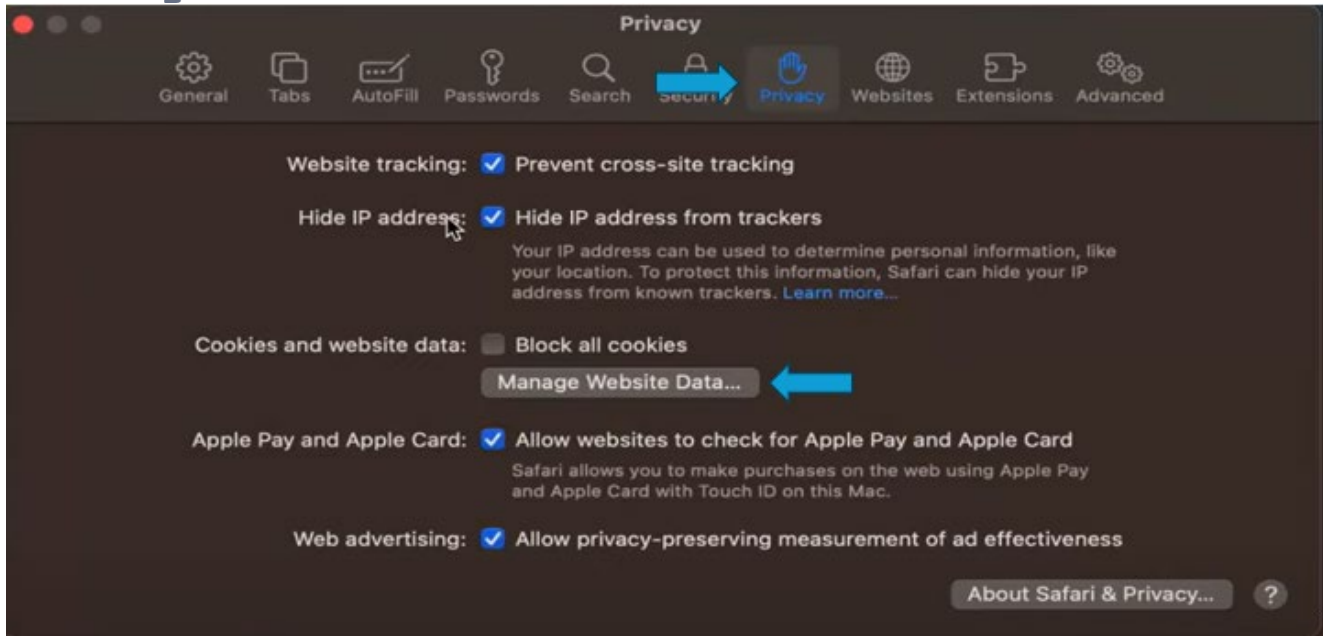 Privacy
General Tabs AutoFill Passwords Search Security Privacy Websites Extensions Advanced
Website tracking: Prevent cross-site tracking
Hide IP address: Hide IP address from trackers
Your IP address can be used to determine personal information, like
your location. To protect this information, Safari can hide your IP
address from known trackers. Learn more...
Cookies and website data: Block all cookies
Manage Website Data...
Apple Pay and Apple Card: Allow websites to check for Apple Pay and Apple Card
Safari allows you to make purchases on the web using Apple Pay
and Apple Card with Touch ID on this Mac.
Web advertising: Allow privacy-preserving measurement of ad effectiveness
About Safari & Privacy... ?